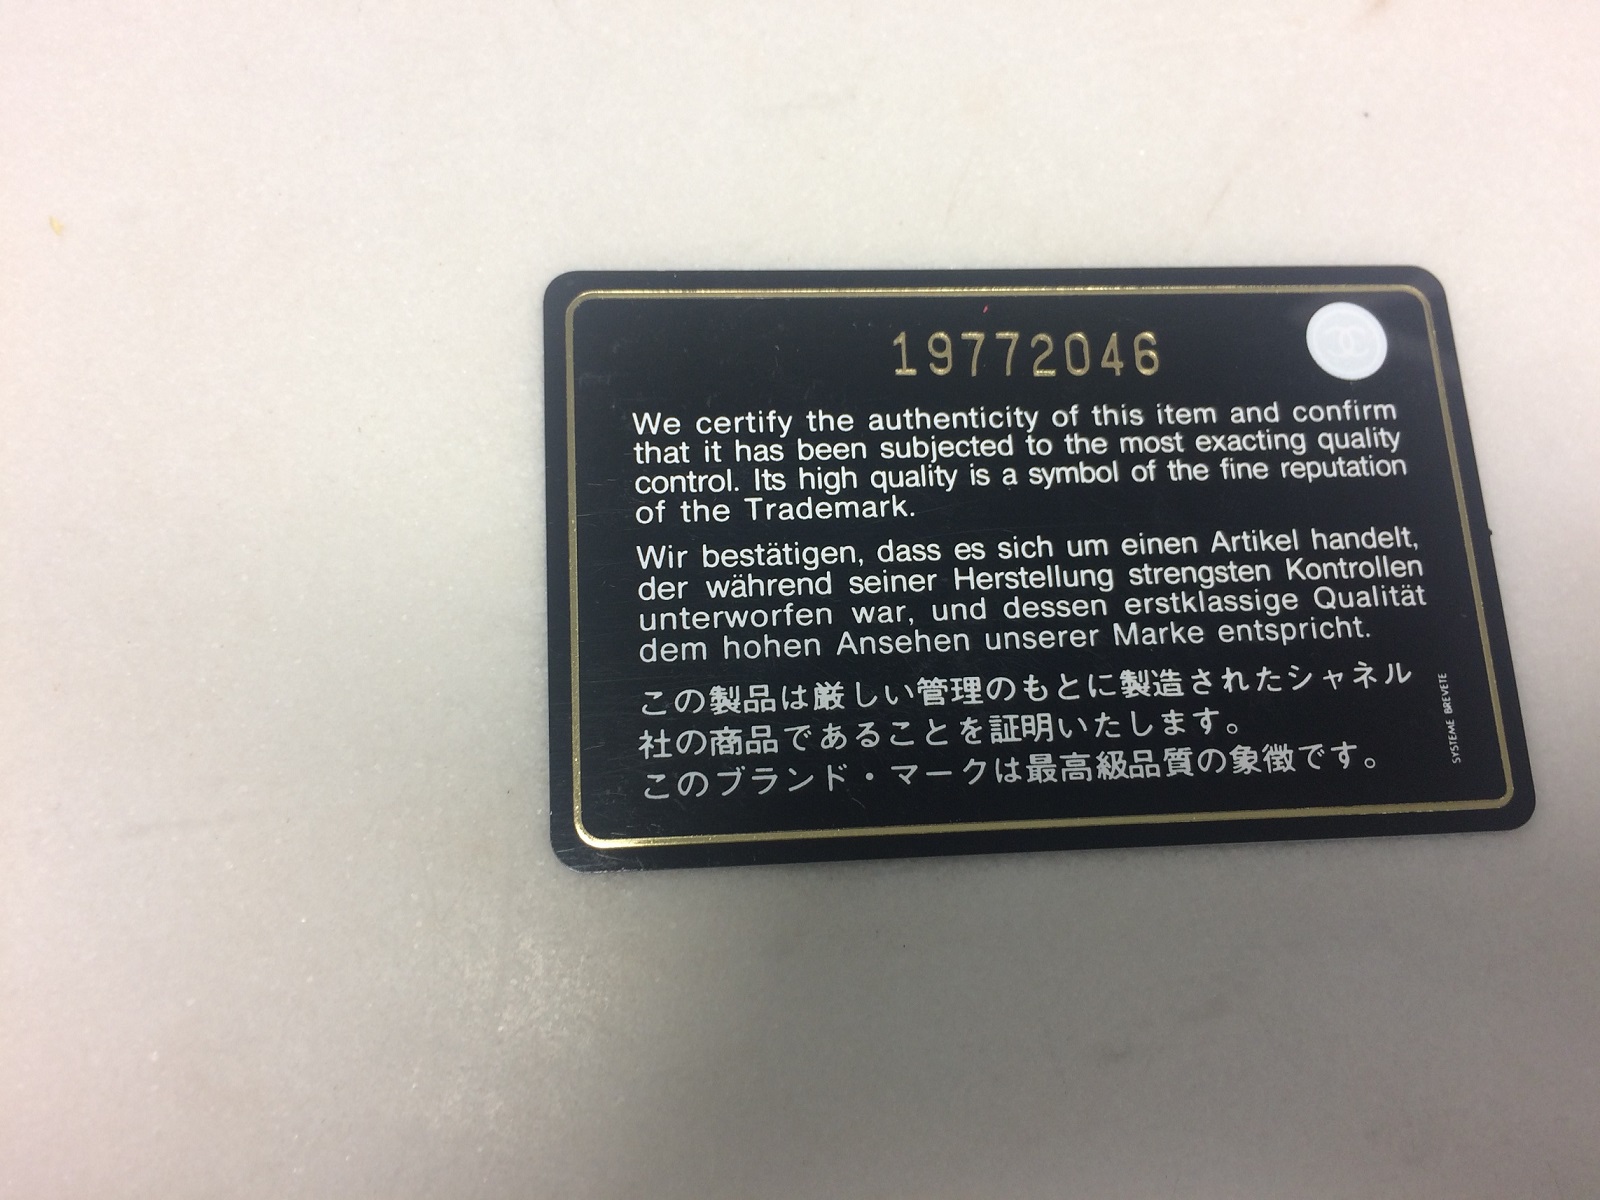 19772046
We certify the authenticity of this item and confirm
that it has been subjected to the most exacting quality
control. Its high quality is a symbol of the fine reputation
of the Trademark.
Wir bestätigen, dass es sich um einen Artikel handelt,
der während seiner Herstellung strengsten Kontrollen
unterworfen war, und dessen erstklassige Qualität
dem hohen Ansehen unserer Marke entspricht.
この製品は厳しい管理のもとに製造されたシャネル
社の商品であることを証明いたします。
このブランド・マークは最高級品質の象徴です。
SYSTEME BREVETE